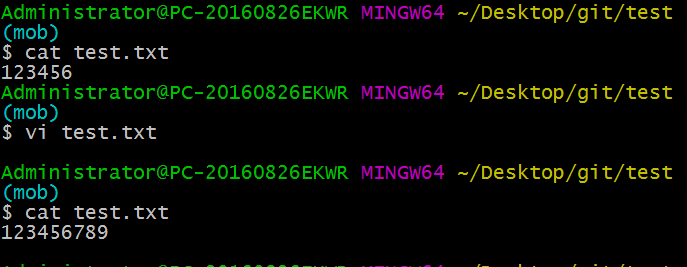 Administrator@PC-20160826EKWR MINGW64 ~/Desktop/git/test
(mob)
$ cat test.txt
123456
Administrator@PC-20160826EKWR MINGW64 ~/Desktop/git/test
(mob)
$ vi test.txt
Administrator@PC-20160826EKWR MINGW64 ~/Desktop/git/test
(mob)
$ cat test.txt
123456789